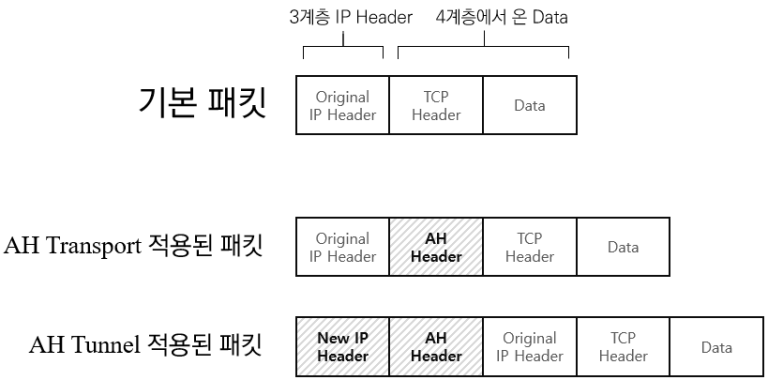 3계층 IP Header 4계층에서 온 Data
기본 패킷
Original
IP Header
TCP
Header
Data
AH Transport 적용된 패킷
Original
IP Header
AH
Header
TCP
Header
Data
AH Tunnel 적용된 패킷
New IP
Header
AH
Header
Original
IP Header
TCP
Header
Data